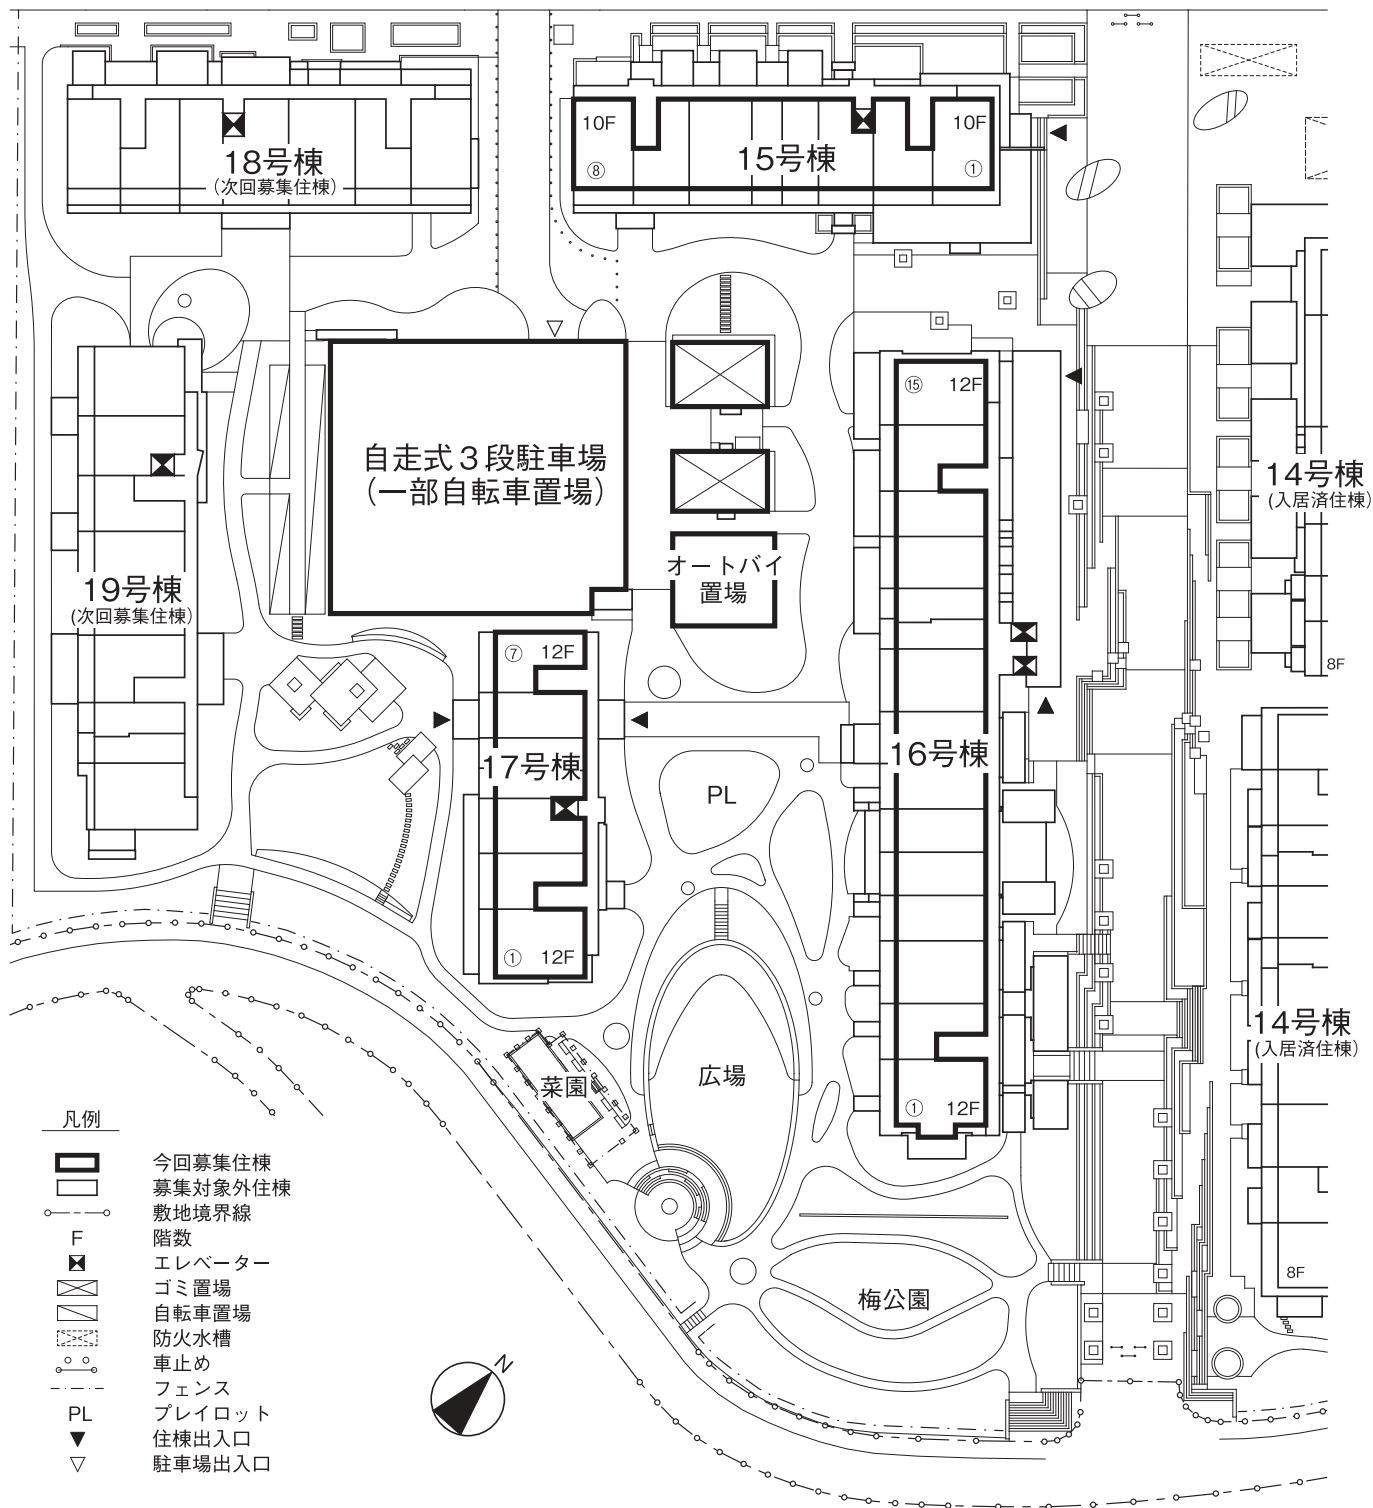 18号棟
(次回募集住棟)
10F
10F
⑧
15号棟
①
自走式３段駐車場
(一部自転車置場)
オートバイ
置場
⑮
12F
14号棟
(入居済住棟)
19号棟
(次回募集住棟)
⑦
12F
8F
17号棟
16号棟
PL
①
12F
14号棟
(入居済住棟)
広場
菜園
①
12F
8F
梅公園
凡例
今回募集住棟
募集対象外住棟
敷地境界線
F 階数
エレベーター
ゴミ置場
自転車置場
防火水槽
車止め
フェンス
PL プレイロット
住棟出入口
駐車場出入口
N